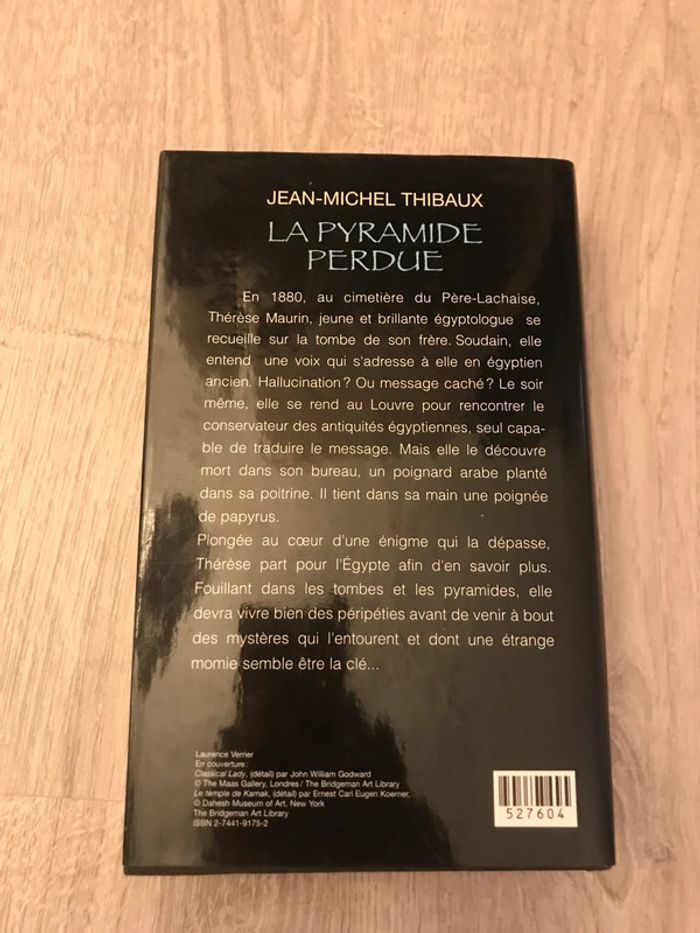 JEAN-MICHEL THIBAUX
LA PYRAMIDE
PERDUE
En 1880, au cimetière du Père-Lachaise,
Thérèse Maurin, jeune et brillante égyptologue se
recueille sur la tombe de son frère. Soudain, elle
entend une voix qui s'adresse à elle en égyptien
ancien. Hallucination ? Ou message caché ? Le soir
même, elle se rend au Louvre pour rencontrer le
conservateur des antiquités égyptiennes, seul capa-
ble de traduire le message. Mais elle le découvre
mort dans son bureau, un poignard arabe planté
dans sa poitrine. Il tient dans sa main une poignée
de papyrus.
Plongée au cœur d'une énigme qui la dépasse,
Thérèse part pour l'Égypte afin d'en savoir plus.
Fouillant dans les tombes et les pyramides, elle
devra vivre bien des péripéties avant de venir à bout
des mystères qui l'entourent et dont une étrange
momie semble être la clé...
Laurence Verrier
En couverture :
Classical Lady, (détail) par John William Godward
© The Maas Gallery, Londres / The Bridgeman Art Library
Le temple de Karnak, (détail) par Ernest Carl Eugen Koerner,
© Dahesh Museum of Art, New York
The Bridgeman Art Library
ISBN 2-7441-9175-2
527604